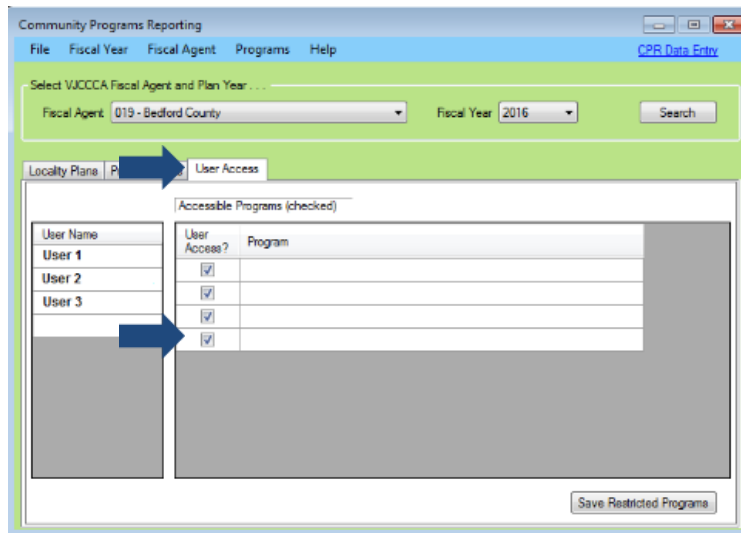 Community Programs Reporting
File Fiscal Year Fiscal Agent Programs Help CPR Data Entry
Select VJCCCA Fiscal Agent and Plan Year . . .
Fiscal Agent 019 - Bedford County Fiscal Year 2016 Search
Locality Plans User Access
Accessible Programs (checked)
User Name User Access? Program
User 1
User 2
User 3
Save Restricted Programs